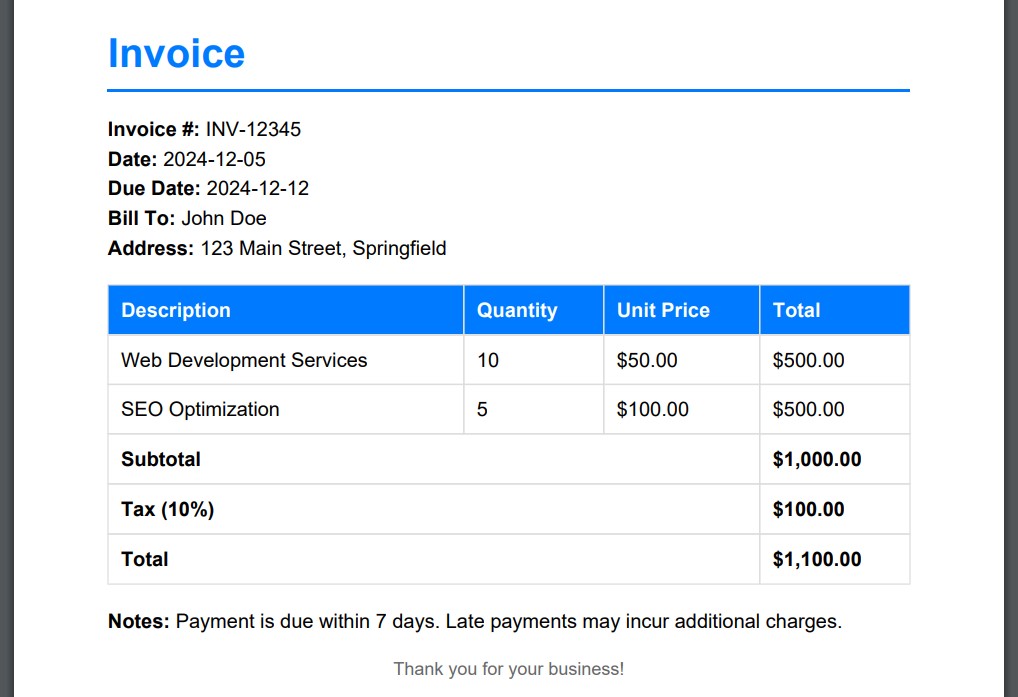 Invoice
Invoice #: INV-12345
Date: 2024-12-05
Due Date: 2024-12-12
Bill To: John Doe
Address: 123 Main Street, Springfield
Description Quantity Unit Price Total
Web Development Services 10 $50.00 $500.00
SEO Optimization 5 $100.00 $500.00
Subtotal $1,000.00
Tax (10%) $100.00
Total $1,100.00
Notes: Payment is due within 7 days. Late payments may incur additional charges.
Thank you for your business!